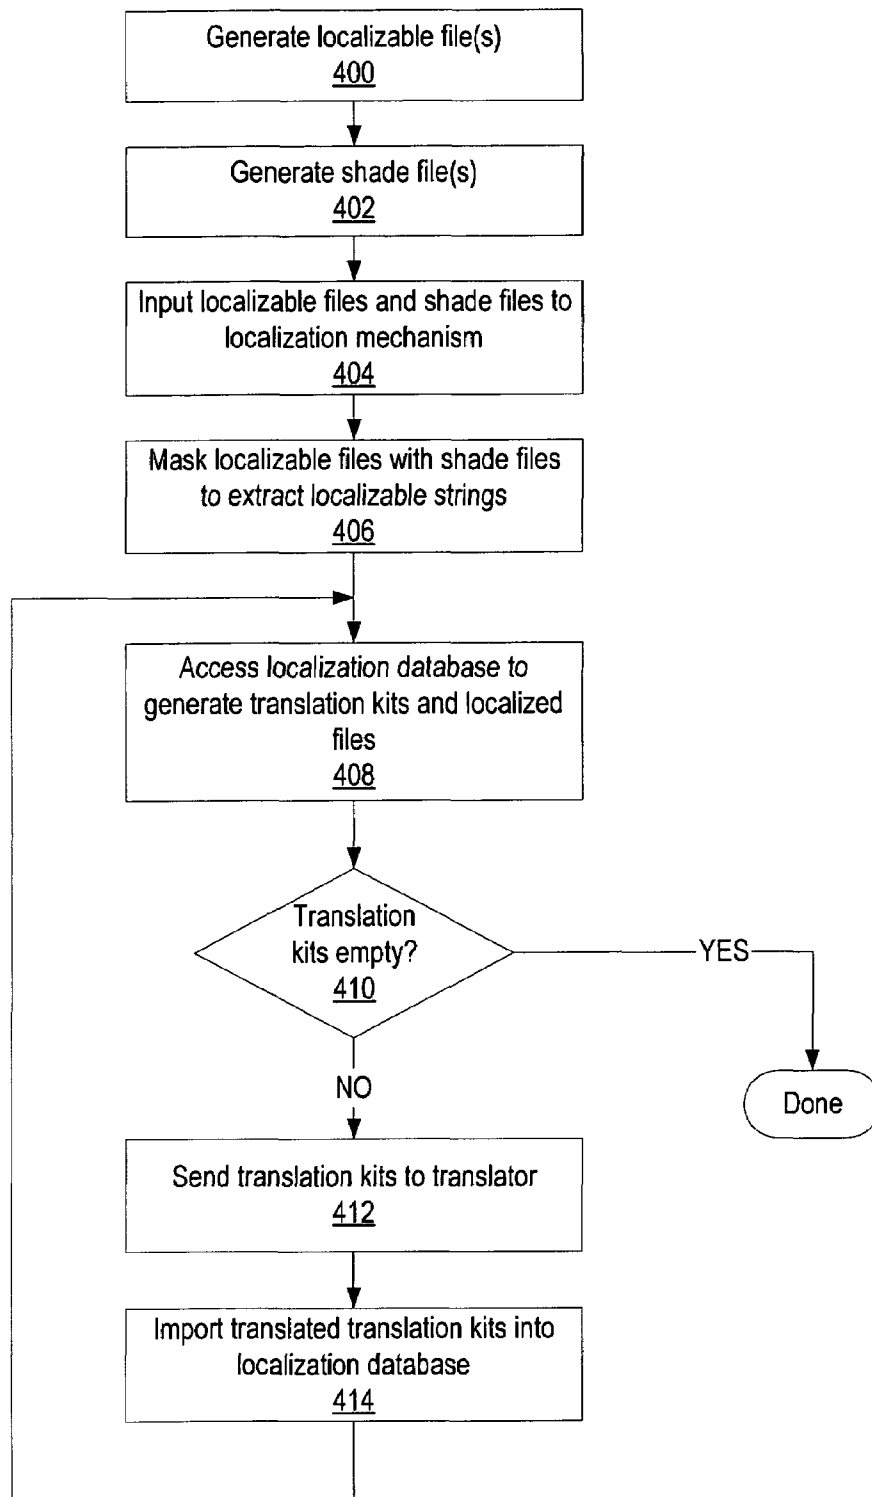 Generate localizable file(s)
400
Generate shade file(s)
402
Input localizable files and shade files to
localization mechanism
404
Mask localizable files with shade files
to extract localizable strings
406
Access localization database to
generate translation kits and localized
files
408
Translation
kits empty?
410
YES
NO
Done
Send translation kits to translator
412
Import translated translation kits into
localization database
414